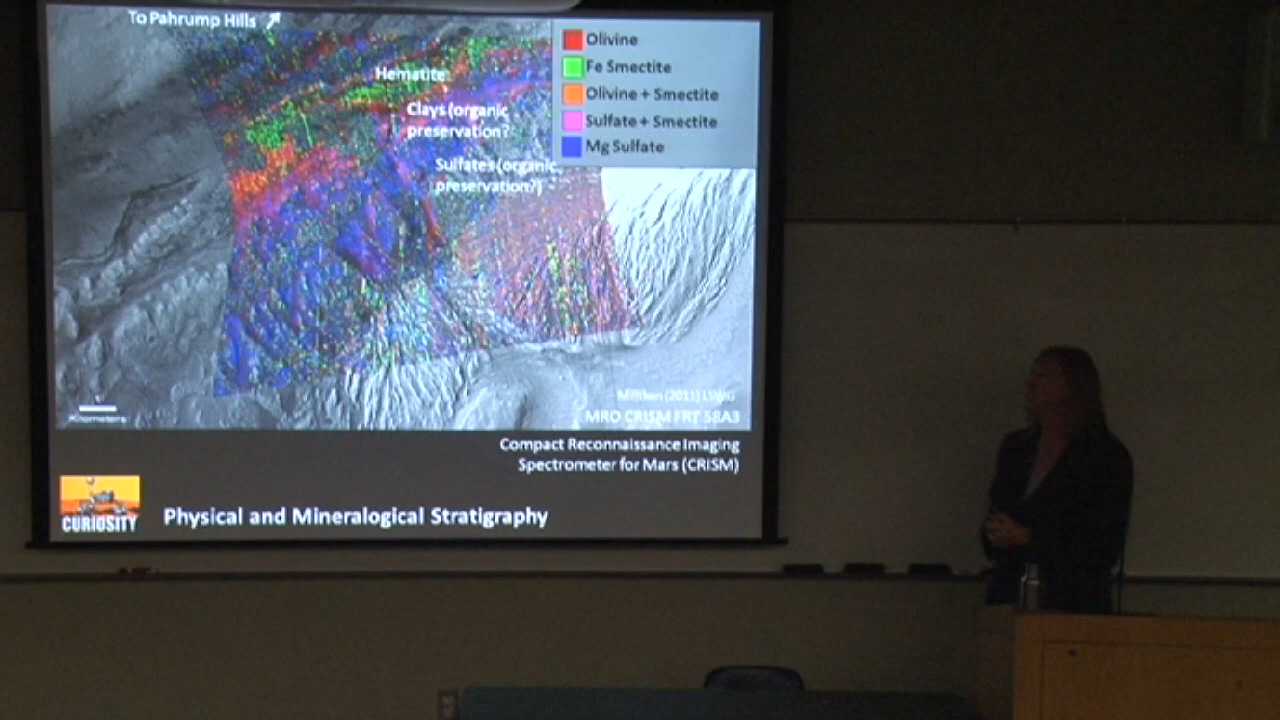 To Pahrump Hills
Olivine
Fe Smectite
Olivine + Smectite
Sulfate + Smectite
Mg Sulfate
Hematite
Clays (organic
preservation?
Sulfates (organic
preservation?)
Kilometers
MRO CRISM FRT 58A3
Compact Reconnaissance Imaging
Spectrometer for Mars (CRISM)
CURIOSITY
Physical and Mineralogical Stratigraphy